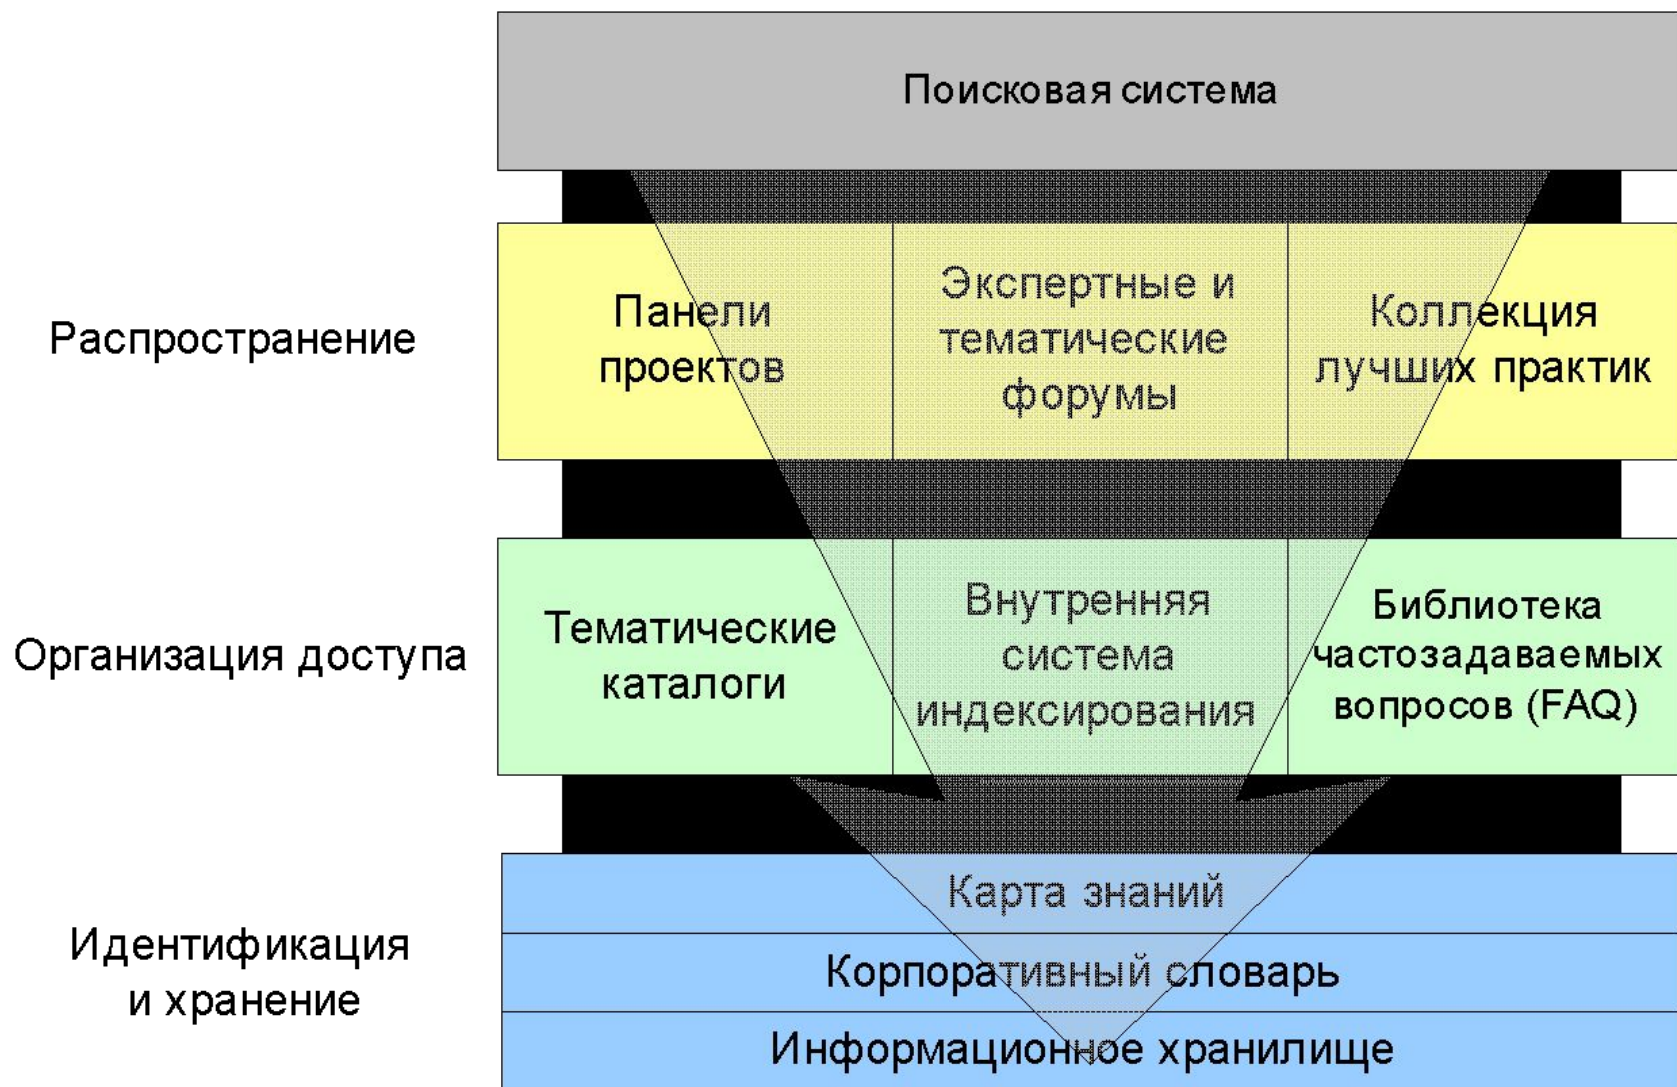 Поисковая система
Распространение
Панели
проектов
Экспертные и
тематические
форумы
Коллекция
лучших практик
Организация доступа
Тематические
каталоги
Внутренняя
система
индексирования
Библиотека
частозадаваемых
вопросов (FAQ)
Идентификация
и хранение
Карта знаний
Корпоративный словарь
Информационное хранилище